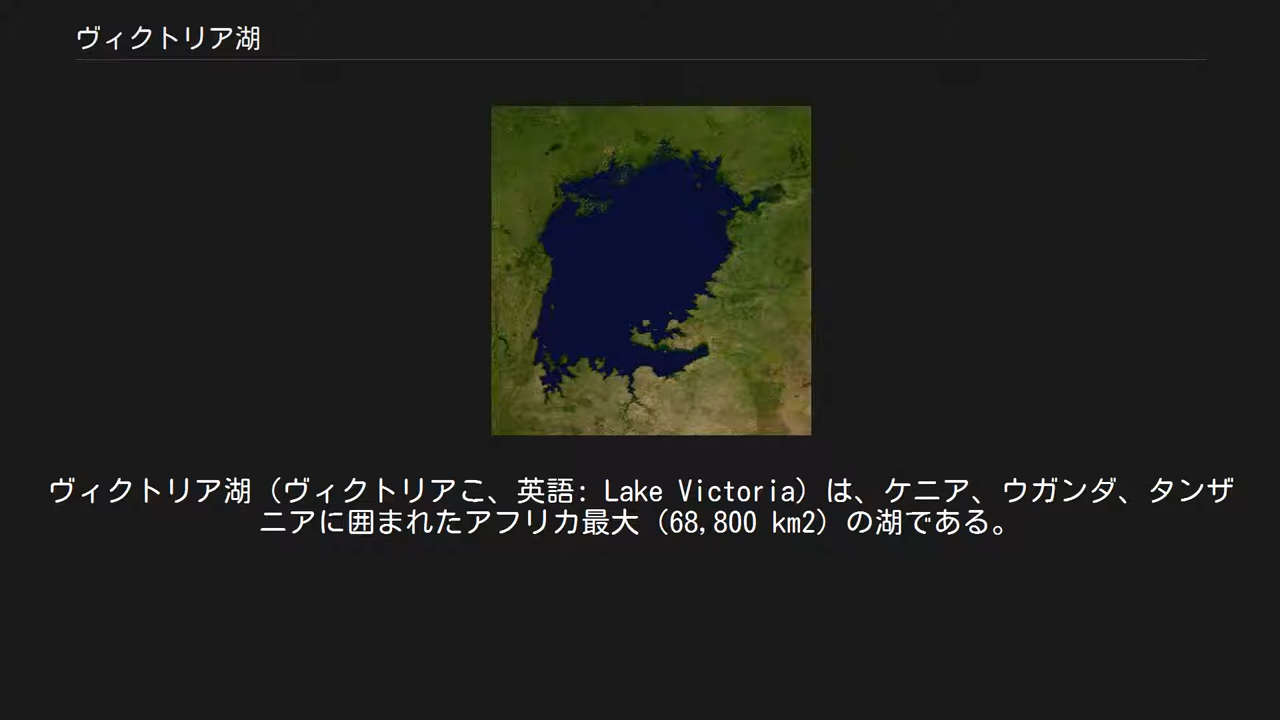 ヴィクトリア湖
ヴィクトリア湖（ヴィクトリアこ、英語: Lake Victoria）は、ケニア、ウガンダ、タンザ
ニアに囲まれたアフリカ最大（68,800 km2）の湖である。